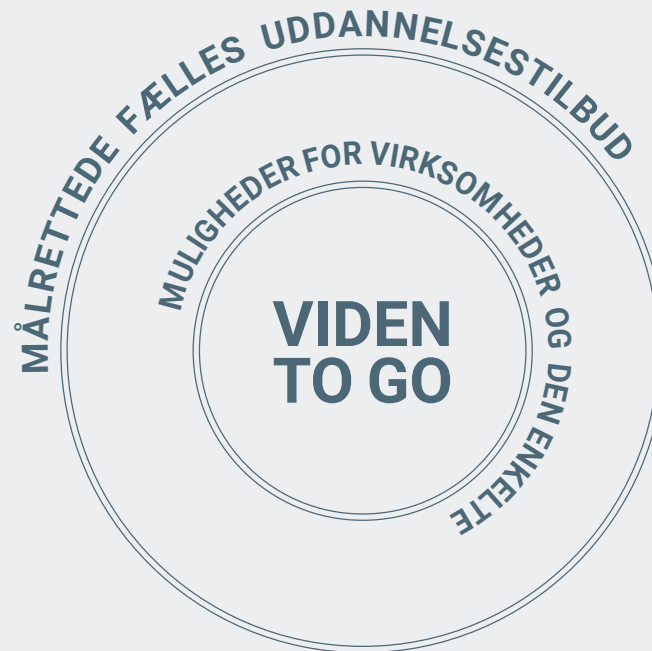 MÅLRETTEDE FÆLLES UDDANNELSESTILBUD
MULIGHEDER FOR VIRKSOMHEDER OG DEN ENKELTE
VIDEN
TO GO